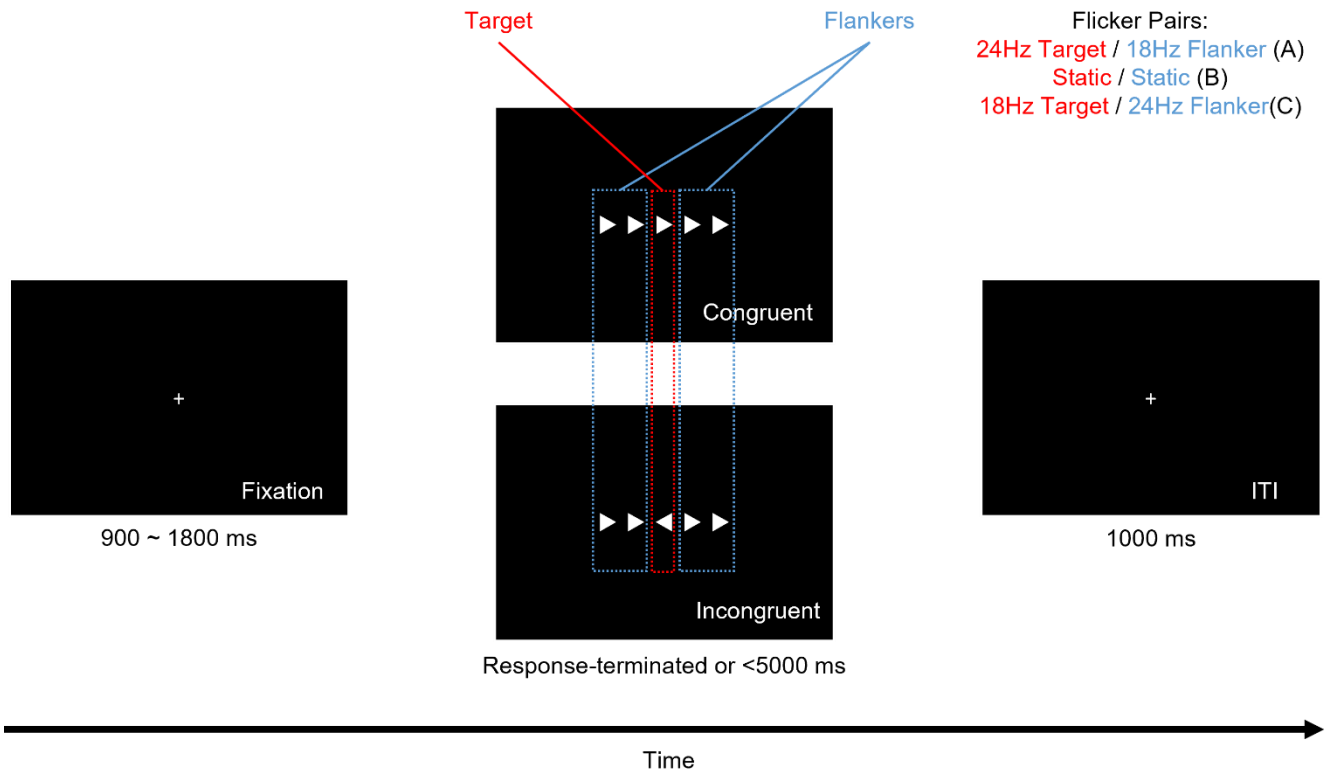 Target
Flankers
Flicker Pairs:
24Hz Target / 18Hz Flanker (A)
Static / Static (B)
18Hz Target / 24Hz Flanker(C)
Congruent
Fixation
900 ~ 1800 ms
Incongruent
Response-terminated or <5000 ms
ITI
1000 ms
Time